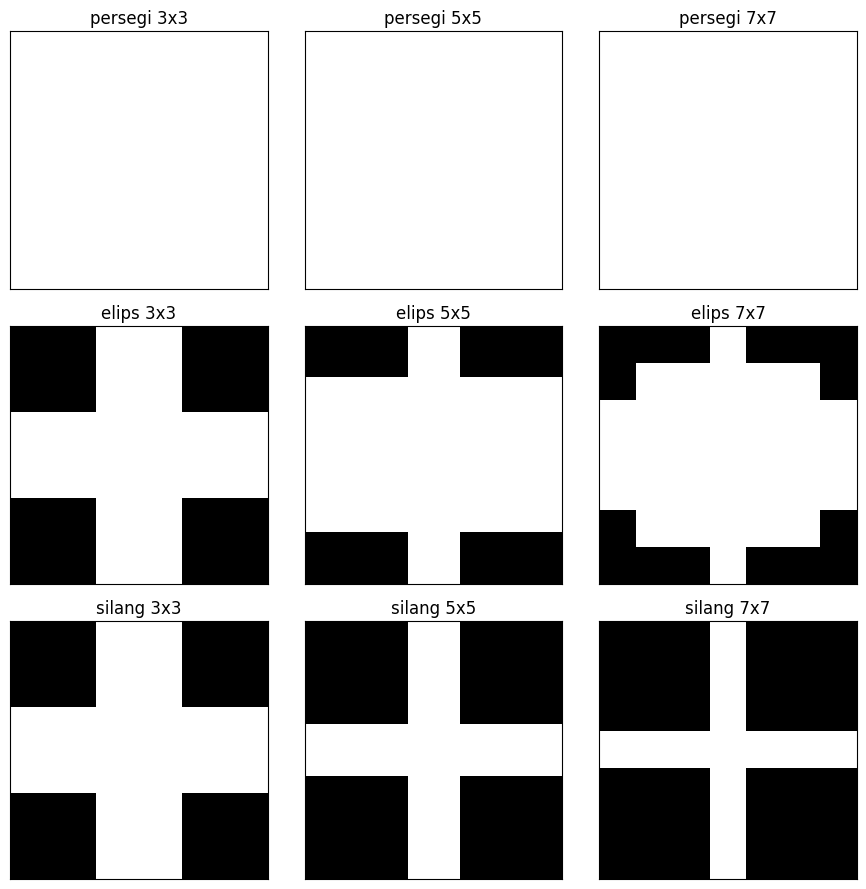 persegi 3x3
persegi 5x5
persegi 7x7
elips 3x3
elips 5x5
elips 7x7
silang 3x3
silang 5x5
silang 7x7